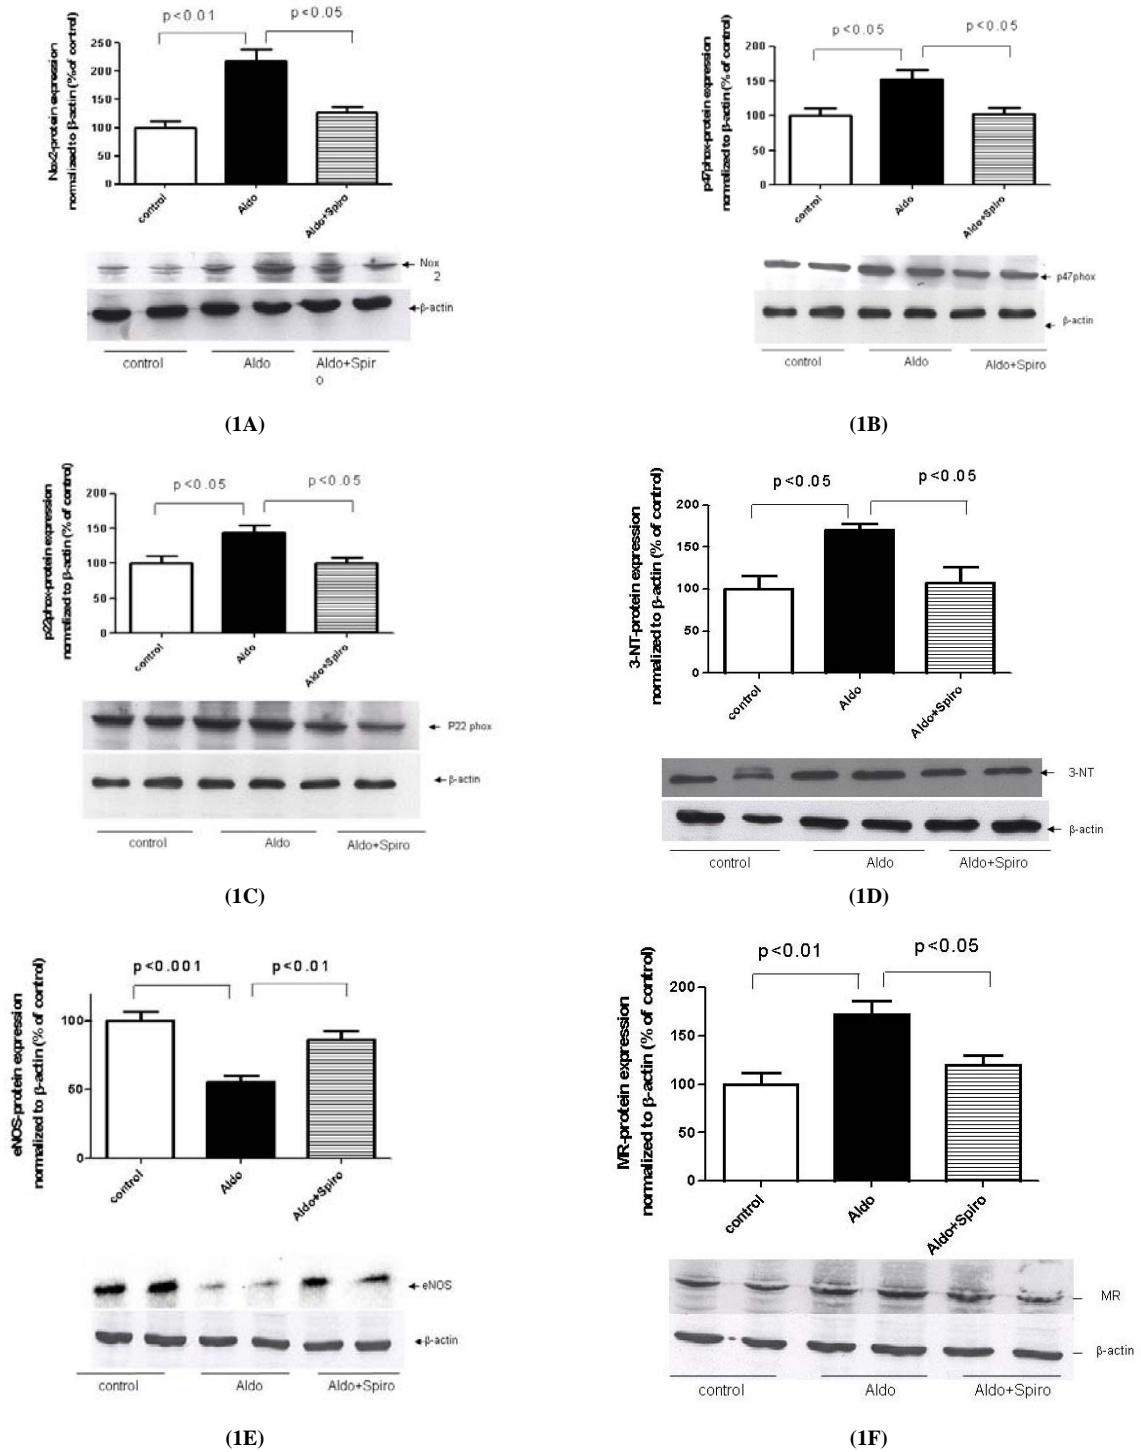 p<0.01
p<0.05
Nox2-protein expression
normalized to β-actin (% of control)
250
200
150
100
50
0
control
Aldo
Aldo+Spiro
Nox
2
β-actin
control
Aldo
Aldo+Spir
o
(1A)
p<0.05
p<0.05
p47phox-protein expression
normalized to β-actin (% of control)
200
150
100
50
0
control
Aldo
Aldo+Spiro
p47phox
β-actin
control
Aldo
Aldo+Spiro
(1B)
p<0.05
p<0.05
p22phox-protein expression
normalized to β-actin (% of control)
200
150
100
50
0
control
Aldo
Aldo+Spiro
P22 phox
β-actin
control
Aldo
Aldo+Spiro
(1C)
p<0.05
p<0.05
3-NT-protein expression
normalized to β-actin (% of control)
200
150
100
50
0
control
Aldo
Aldo+Spiro
3-NT
β-actin
control
Aldo
Aldo+Spiro
(1D)
p<0.001
p<0.01
eNOS-protein expression
normalized to β-actin (% of control)
100
50
0
control
Aldo
Aldo+Spiro
eNOS
β-actin
control
Aldo
Aldo+Spiro
(1E)
p<0.01
p<0.05
MR-protein expression
normalized to β-actin (% of control)
200
150
100
50
0
control
Aldo
Aldo+Spiro
MR
β-actin
control
Aldo
Aldo+Spiro
(1F)